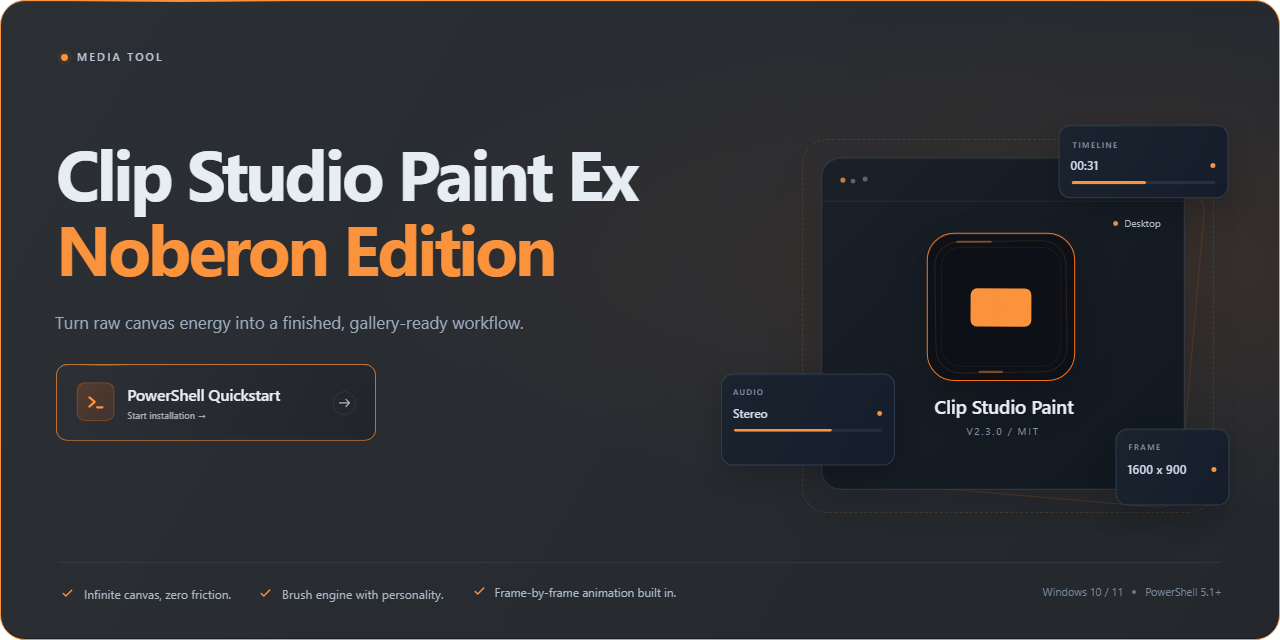 MEDIA TOOL
Clip Studio Paint Ex
Noberon Edition
Turn raw canvas energy into a finished, gallery-ready workflow.
PowerShell Quickstart
Start installation →
TIMELINE
00:31
Desktop
AUDIO
Stereo
Clip Studio Paint
V2.3.0 / MIT
FRAME
1600 x 900
Infinite canvas, zero friction.
Brush engine with personality.
Frame-by-frame animation built in.
Windows 10 / 11 • PowerShell 5.1+